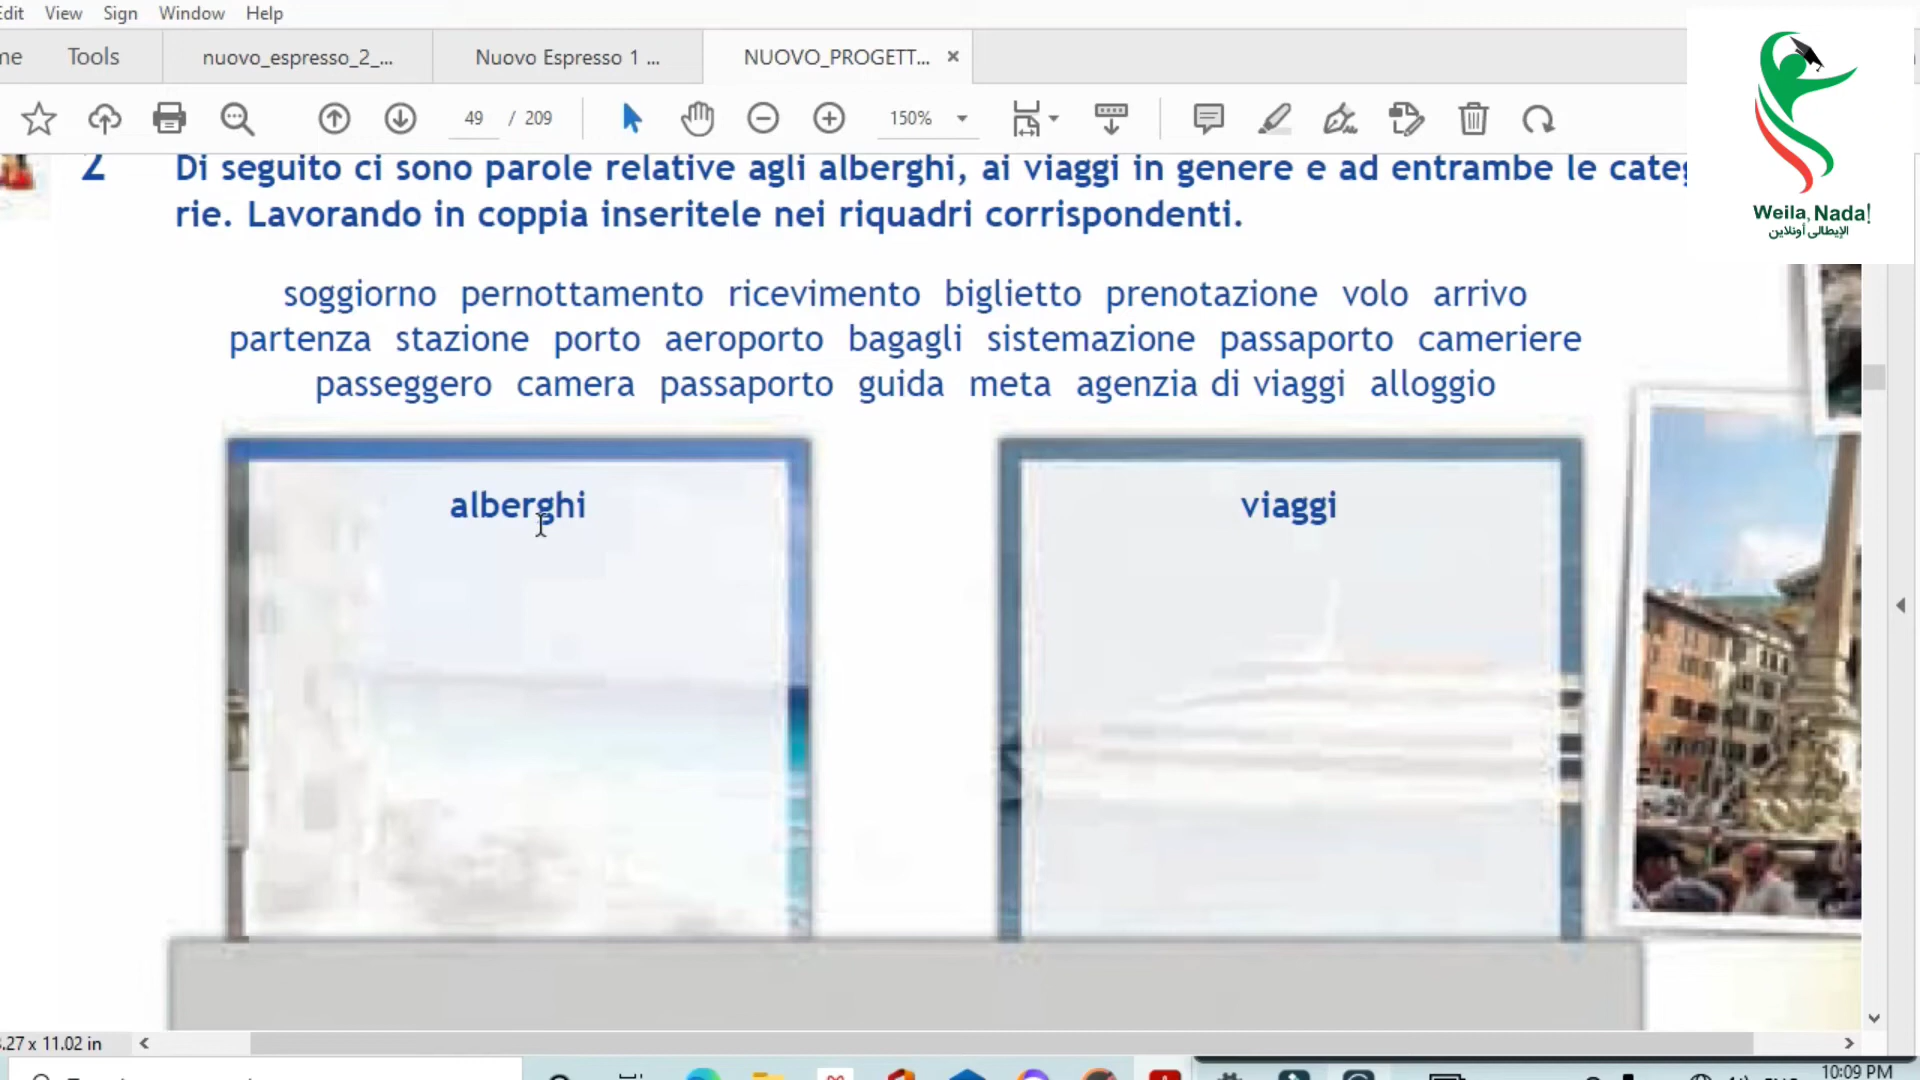 Edit View Sign Window Help
Tools nuovo_espresso_2_... Nuovo Espresso 1 ... NUOVO_PROGETT... ×
49 / 209 150%
Weila, Nada!
الإيطالى أونلاين
2 Di seguito ci sono parole relative agli alberghi, ai viaggi in genere e ad entrambe le categ
rie. Lavorando in coppia inseritele nei riquadri corrispondenti.
soggiorno pernottamento ricevimento biglietto prenotazione volo arrivo
partenza stazione porto aeroporto bagagli sistemazione passaporto cameriere
passeggero camera passaporto guida meta agenzia di viaggi alloggio
alberghi
viaggi
.27 x 11.02 in
10:09 PM